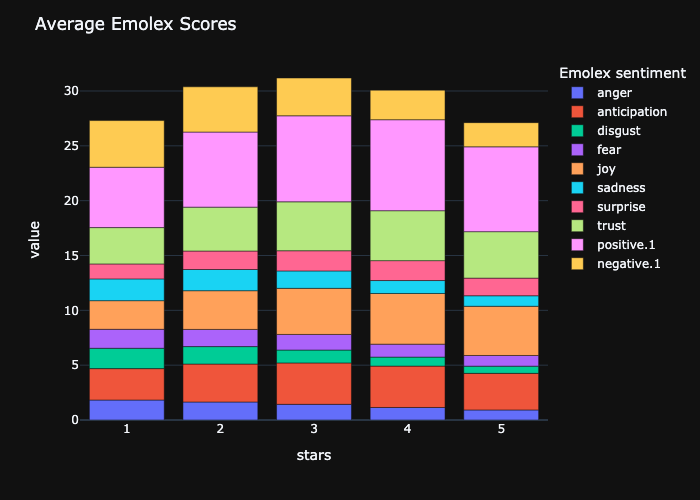 Average Emolex Scores
Emolex sentiment
anger
anticipation
disgust
fear
joy
sadness
surprise
trust
positive.1
negative.1
value
30
25
20
15
10
5
0
1 2 3 4 5
stars